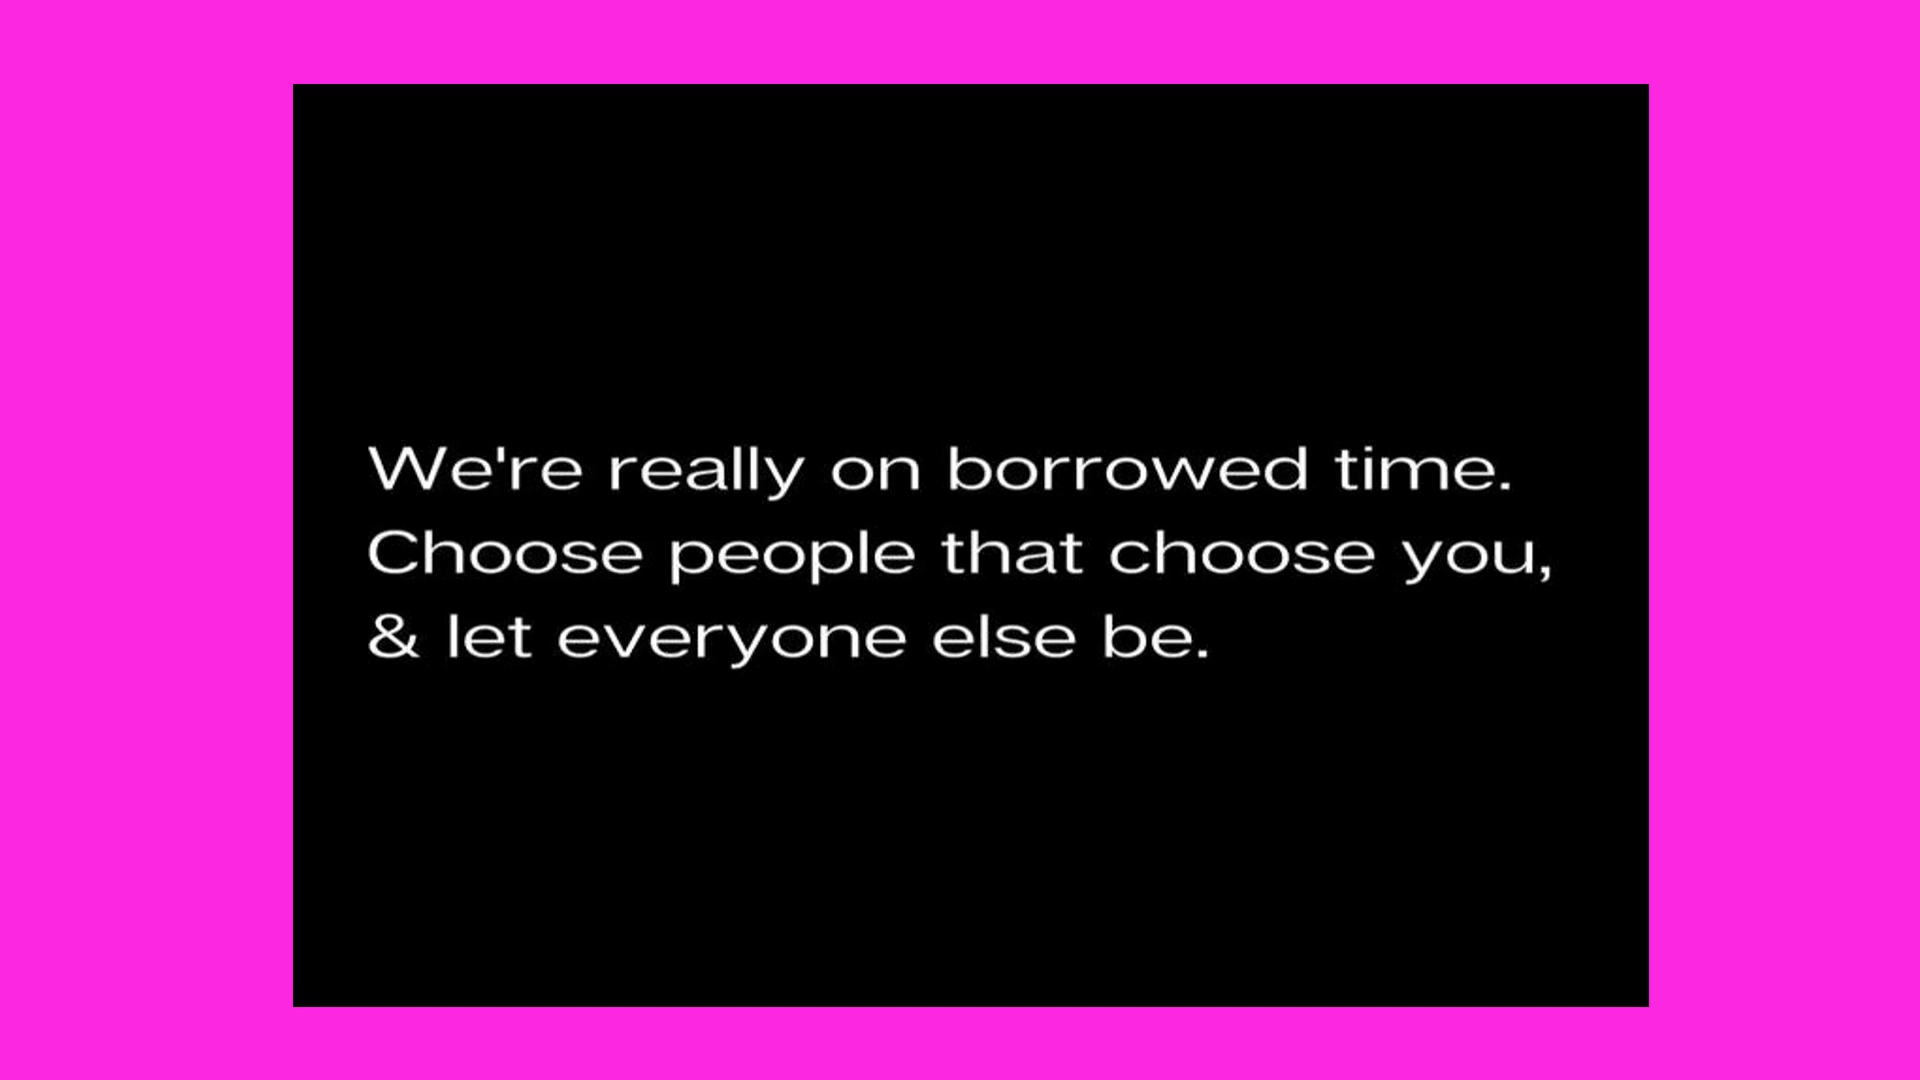 We're really on borrowed time.
Choose people that choose you,
& let everyone else be.